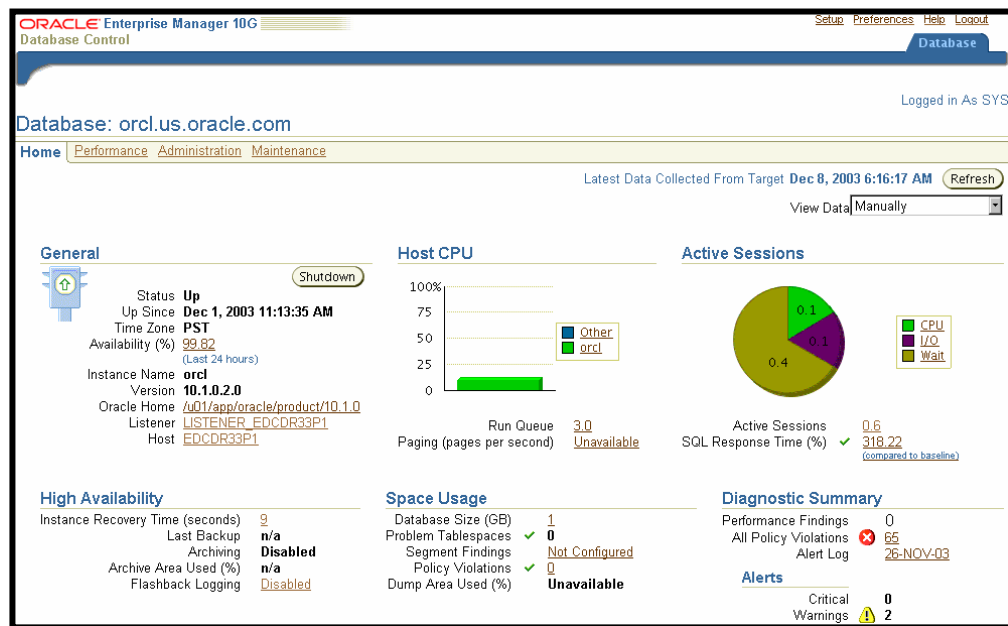 ORACLE Enterprise Manager 10G
Database Control
Setup Preferences Help Logout
Database
Logged in As SYS
Database: orcl.us.oracle.com
Home Performance Administration Maintenance
Latest Data Collected From Target Dec 8, 2003 6:16:17 AM Refresh
View Data Manually
General
Shutdown
Status Up
Up Since Dec 1, 2003 11:13:35 AM
Time Zone PST
Availability (%) 99.82
(Last 24 hours)
Instance Name orcl
Version 10.1.0.2.0
Oracle Home /u01/app/oracle/product/10.1.0
Listener LISTENER_EDCDR33P1
Host EDCDR33P1
Host CPU
100%
75
50
25
0
Other
orcl
Run Queue 3.0
Paging (pages per second) Unavailable
Active Sessions
0.1
0.1
0.4
CPU
I/O
Wait
Active Sessions 0.6
SQL Response Time (%) 318.22
(compared to baseline)
High Availability
Instance Recovery Time (seconds) 9
Last Backup n/a
Archiving Disabled
Archive Area Used (%) n/a
Flashback Logging Disabled
Space Usage
Database Size (GB) 1
Problem Tablespaces 0
Segment Findings Not Configured
Policy Violations 0
Dump Area Used (%) Unavailable
Diagnostic Summary
Performance Findings 0
All Policy Violations 65
Alert Log 26-NOV-03
Alerts
Critical 0
Warnings 2